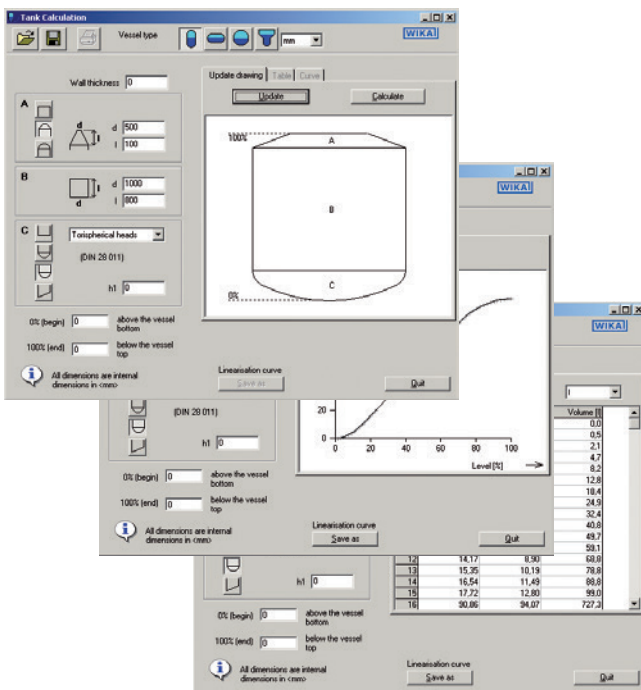 Tank Calculation
Vessel type
mm
WIKAI
Wall thickness 0
Update drawing Table Curve
Update Calculate
A
d
l
d 500
l 100
B
d
l
d 1000
l 800
C
Torispherical heads
(DIN 28 011)
h1 0
100%
A
B
C
0%
0% (begin) 0 above the vessel
bottom
100% (end) 0 below the vessel
top
All dimensions are internal
dimensions in <mm>
Linearisation curve
Save as
Quit
WIKAI
(DIN 28 011)
h1 0
20
0
0 20 40 60 80 100
Level [%]
0% (begin) 0 above the vessel
bottom
100% (end) 0 below the vessel
top
All dimensions are internal
dimensions in <mm>
Linearisation curve
Save as
Quit
WIKAI
l
Volume [l]
0,0
0,5
2,1
4,7
8,2
12,8
18,4
24,9
32,4
40,8
49,7
59,1
12 14,17 8,90 68,8
13 15,35 10,19 78,8
14 16,54 11,49 88,8
15 17,72 12,80 99,0
16 90,86 94,07 727,3
h1 0
0% (begin) 0 above the vessel
bottom
100% (end) 0 below the vessel
top
All dimensions are internal
dimensions in <mm>
Linearisation curve
Save as
Quit